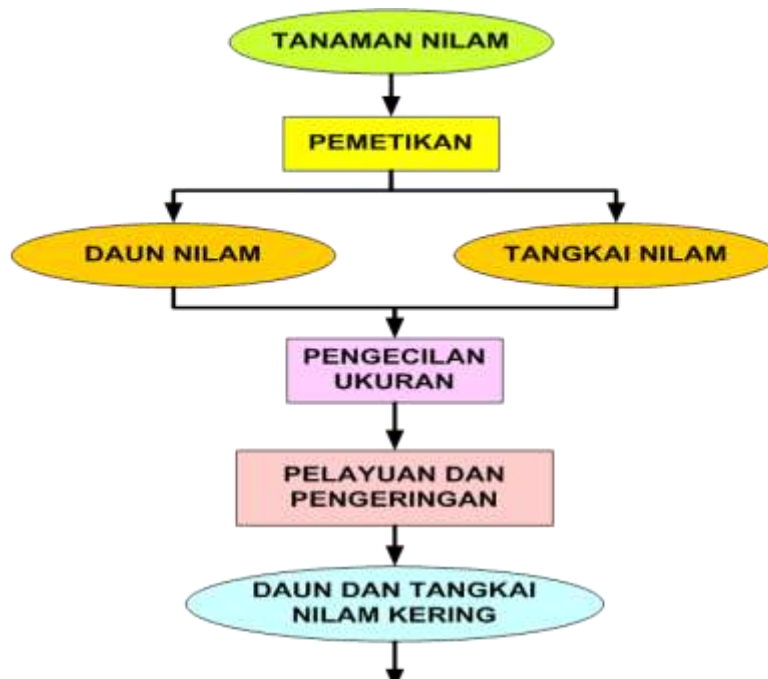 TANAMAN NILAM
PEMETIKAN
DAUN NILAM
TANGKAI NILAM
PENGECILAN
UKURAN
PELAYUAN DAN
PENGERINGAN
DAUN DAN TANGKAI
NILAM KERING